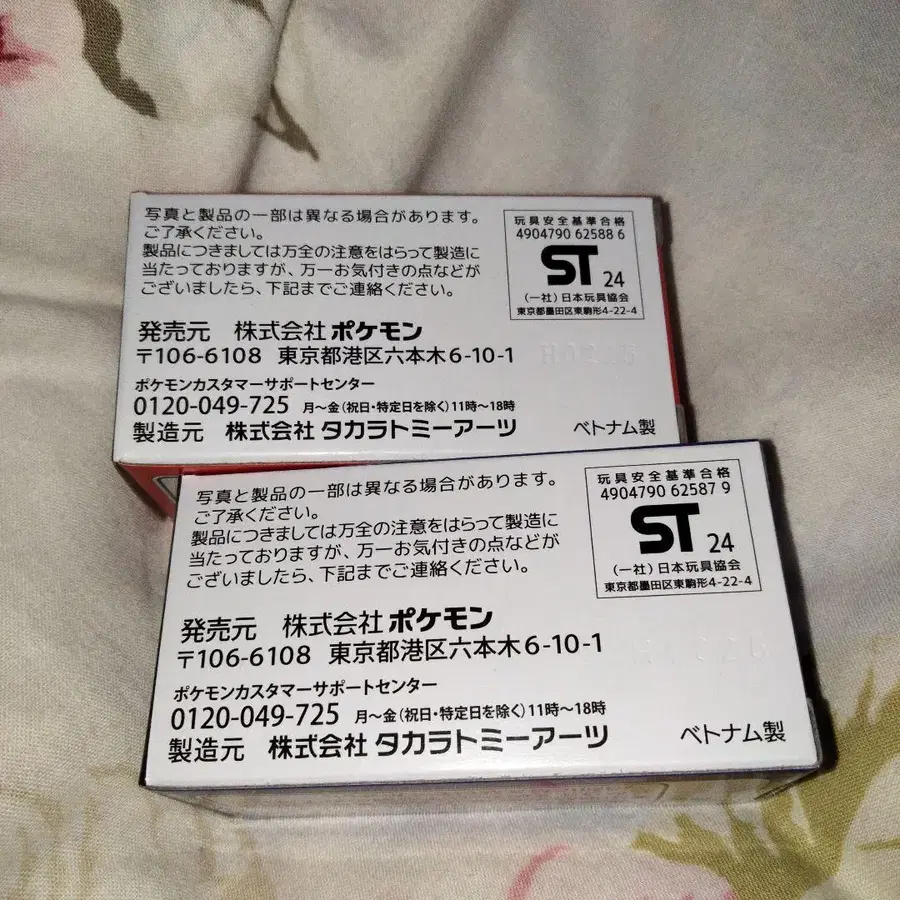 写真と製品の一部は異なる場合があります。
ご了承ください。
製品につきましては万全の注意をはらって製造に
当たっておりますが、万一お気付きの点などが
ございましたら、下記までご連絡ください。
玩具安全基準合格
4904790 62588 6
ST 24
(一社)日本玩具協会
東京都墨田区東駒形4-22-4
発売元 株式会社 ポケモン
〒106-6108 東京都港区六本木6-10-1
ポケモンカスタマーサポートセンター
0120-049-725 月〜金(祝日・特定日を除く)11時〜18時
製造元 株式会社 タカラトミーアーツ ベトナム製
写真と製品の一部は異なる場合があります。
ご了承ください。
製品につきましては万全の注意をはらって製造に
当たっておりますが、万一お気付きの点などが
ございましたら、下記までご連絡ください。
玩具安全基準合格
4904790 62587 9
ST 24
(一社)日本玩具協会
東京都墨田区東駒形4-22-4
発売元 株式会社 ポケモン
〒106-6108 東京都港区六本木6-10-1
ポケモンカスタマーサポートセンター
0120-049-725 月〜金(祝日・特定日を除く)11時〜18時
製造元 株式会社 タカラトミーアーツ ベトナム製